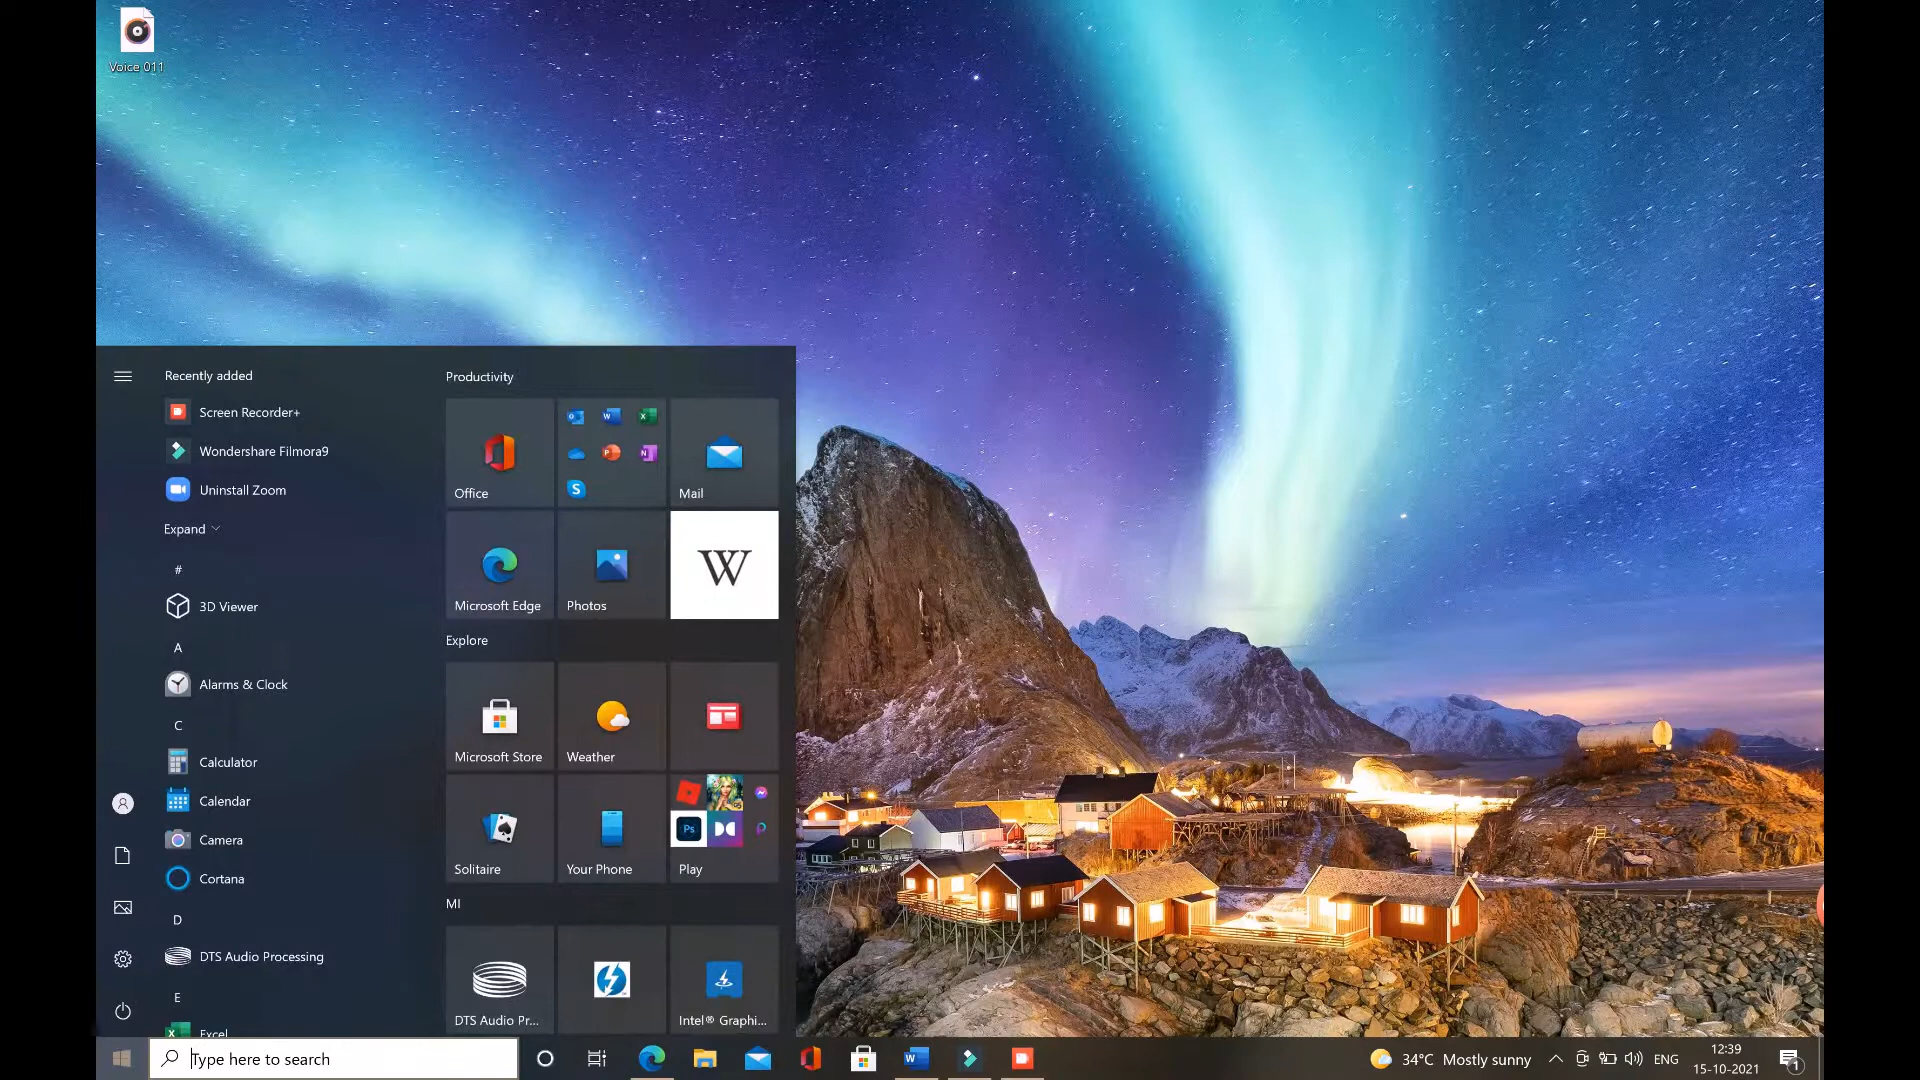 Voice 011
Recently added
Screen Recorder+
Wondershare Filmora9
Uninstall Zoom
Expand
#
3D Viewer
A
Alarms & Clock
C
Calculator
Calendar
Camera
Cortana
D
DTS Audio Processing
E
Excel
Productivity
Office
Mail
Microsoft Edge
Photos
W
Explore
Microsoft Store
Weather
Solitaire
Your Phone
Ps
Play
MI
DTS Audio Pr...
Intel® Graphi...
Type here to search
34°C Mostly sunny
ENG
12:39
15-10-2021
1